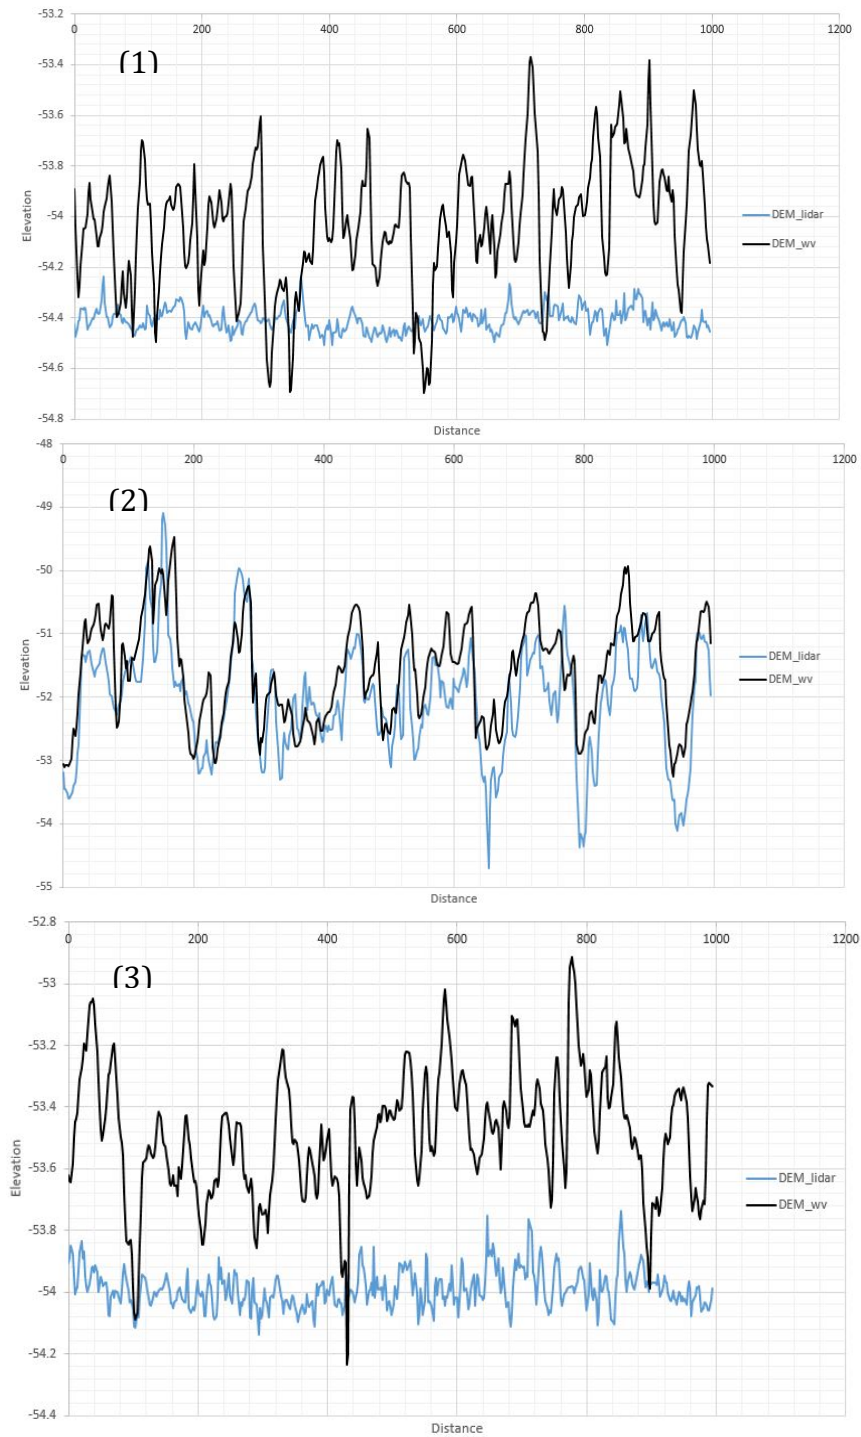 -53.2
0 200 400 600 800 1000 1200
(1)
-53.4
-53.6
-53.8
Elevation
-54
DEM_lidar
DEM_wv
-54.2
-54.4
-54.6
-54.8
Distance
-48
0 200 400 600 800 1000 1200
(2)
-49
-50
-51
Elevation
DEM_lidar
DEM_wv
-52
-53
-54
-55
Distance
-52.8
0 200 400 600 800 1000 1200
(3)
-53
-53.2
-53.4
Elevation
-53.6
DEM_lidar
DEM_wv
-53.8
-54
-54.2
-54.4
Distance